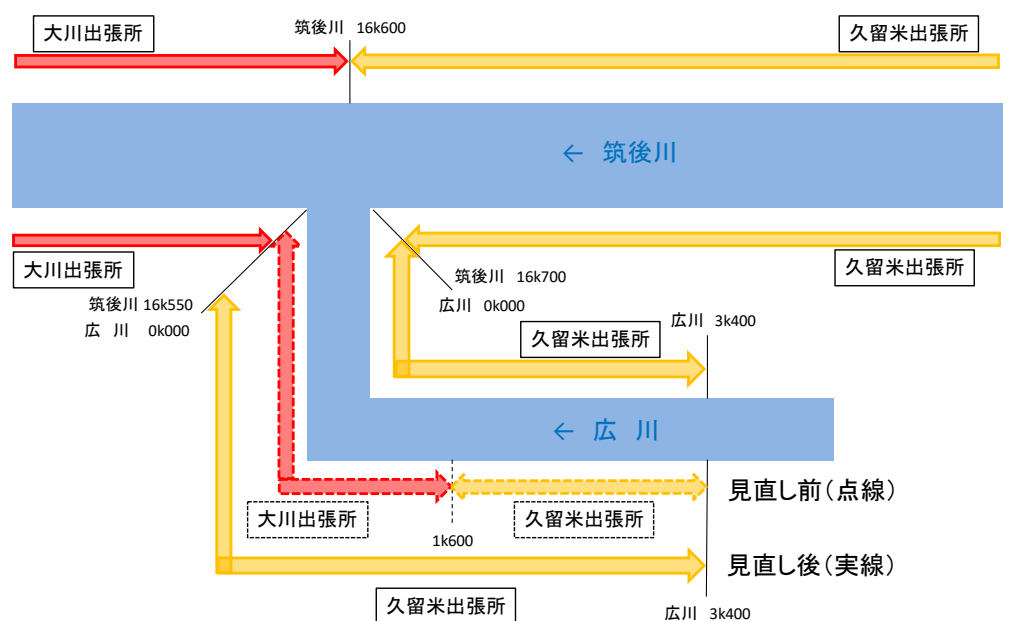 大川出張所
筑後川 16k600
久留米出張所
← 筑後川
大川出張所
久留米出張所
筑後川 16k550
広 川 0k000
筑後川 16k700
広川 0k000
久留米出張所
広川 3k400
← 広 川
大川出張所
1k600
久留米出張所
見直し前(点線)
見直し後(実線)
久留米出張所
広川 3k400